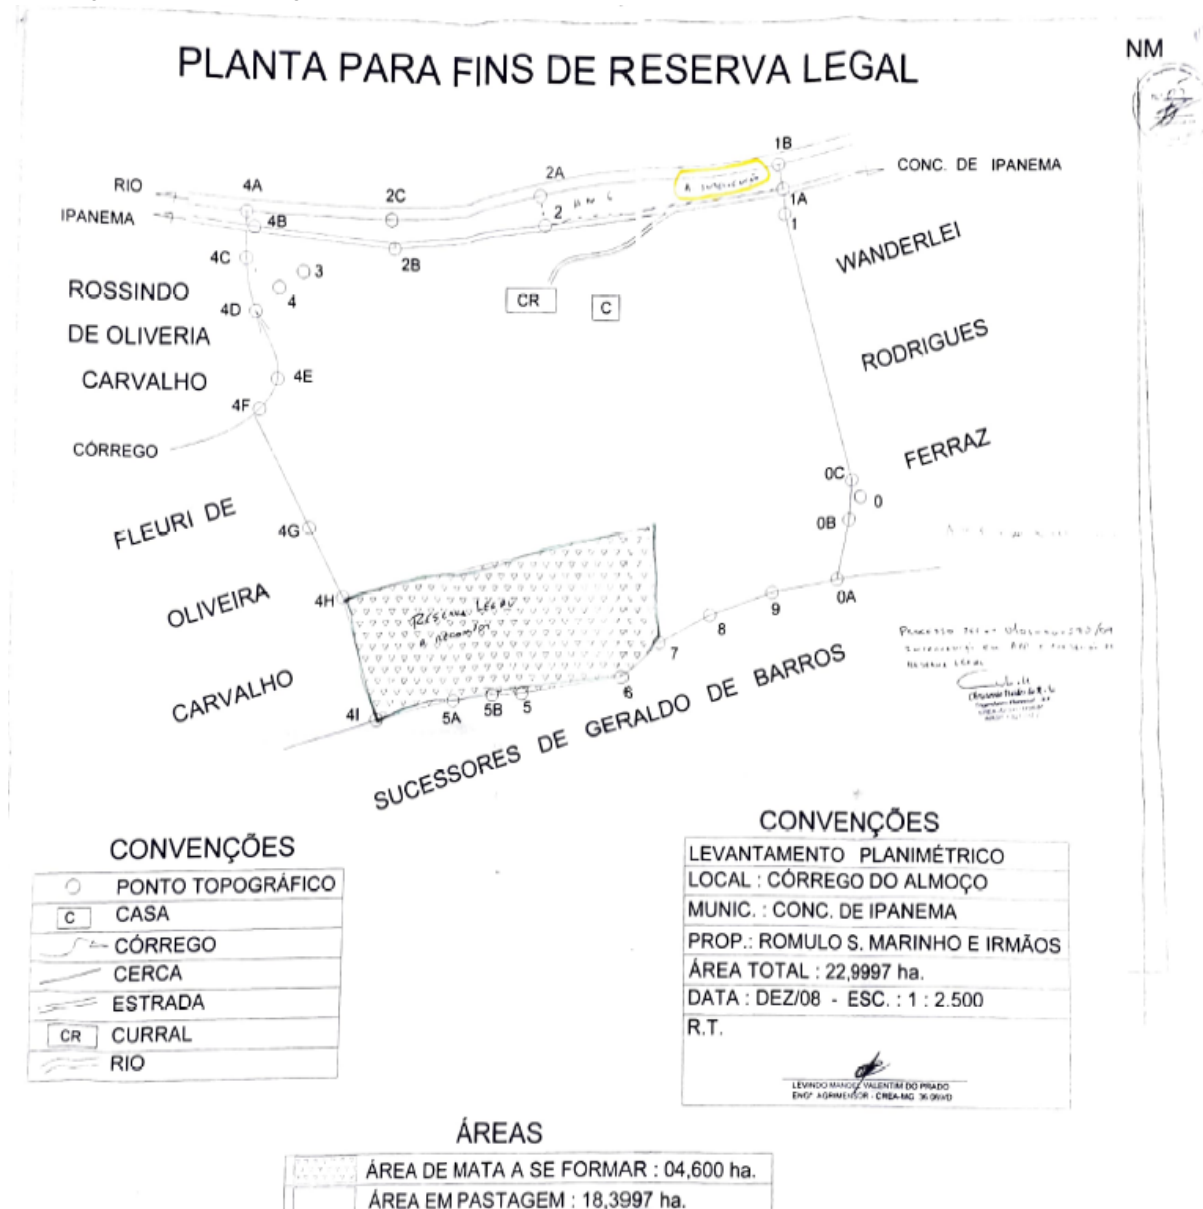 PLANTA PARA FINS DE RESERVA LEGAL
NM
1B
CONC. DE IPANEMA
RIO
4A
2C
2A
1A
IPANEMA
4B
2
1
2B
WANDERLEI
4C
3
ROSSINDO
4
CR
C
4D
DE OLIVERIA
RODRIGUES
CARVALHO
4E
4F
CÓRREGO
FERRAZ
0C
0
FLEURI DE
4G
0B
0A
OLIVEIRA
4H
RESERVA LEGAL
9
8
7
CARVALHO
6
4I
5A
5B
5
SUCESSORES DE GERALDO DE BARROS
CONVENÇÕES
PONTO TOPOGRÁFICO
C CASA
CÓRREGO
CERCA
ESTRADA
CR CURRAL
RIO
CONVENÇÕES
LEVANTAMENTO PLANIMÉTRICO
LOCAL : CÓRREGO DO ALMOÇO
MUNIC. : CONC. DE IPANEMA
PROP.: ROMULO S. MARINHO E IRMÃOS
ÁREA TOTAL : 22,9997 ha.
DATA : DEZ/08 - ESC. : 1 : 2.500
R.T.
LEVINDO MANOEL VALENTIM DO PRADO
ENGº AGRIMENSOR - CREA-MG
ÁREAS
ÁREA DE MATA A SE FORMAR : 04,600 ha.
ÁREA EM PASTAGEM : 18,3997 ha.